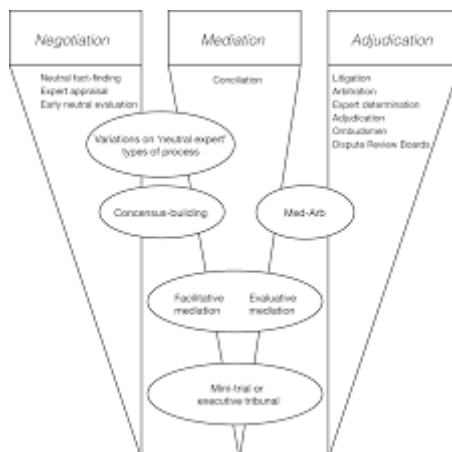 Negotiation
Mediation
Adjudication
Neutral fact-finding
Expert appraisal
Early neutral evaluation
Conciliation
Litigation
Arbitration
Expert determination
Adjudication
Ombudsmen
Dispute Review Boards
Variations on 'neutral expert'
types of process
Concensus-building
Med-Arb
Facilitative
mediation
Evaluative
mediation
Mini-trial or
executive tribunal